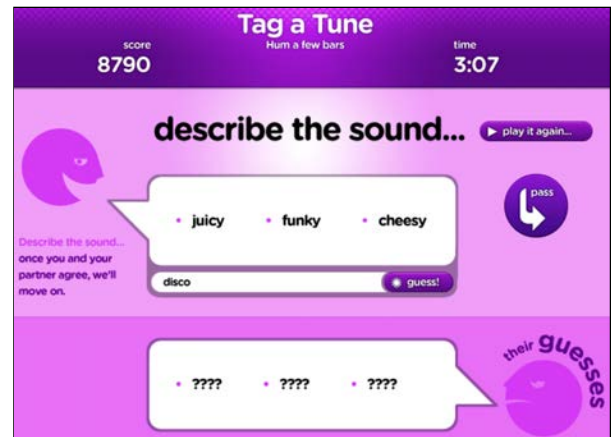 Tag a Tune
Hum a few bars
score
8790
time
3:07
describe the sound...
play it again...
juicy funky cheesy
pass
Describe the sound...
once you and your
partner agree, we'll
move on.
disco
guess!
their guesses
???? ???? ????